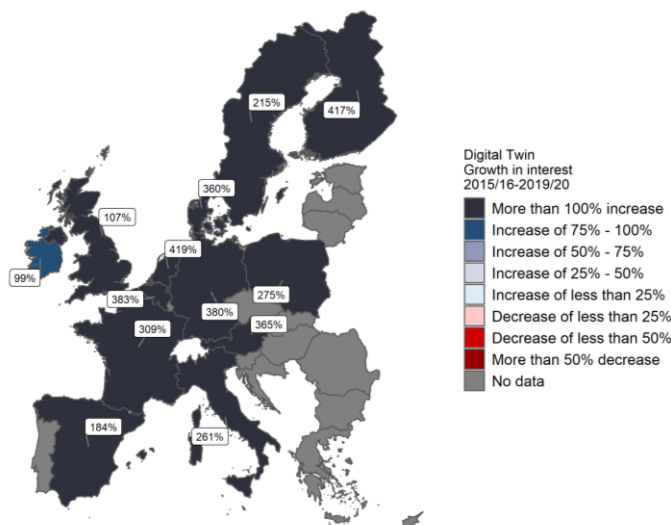 215%
417%
360%
107%
419%
99%
383%
275%
380%
309%
365%
184%
261%
Digital Twin
Growth in interest
2015/16-2019/20
More than 100% increase
Increase of 75% - 100%
Increase of 50% - 75%
Increase of 25% - 50%
Increase of less than 25%
Decrease of less than 25%
Decrease of less than 50%
More than 50% decrease
No data